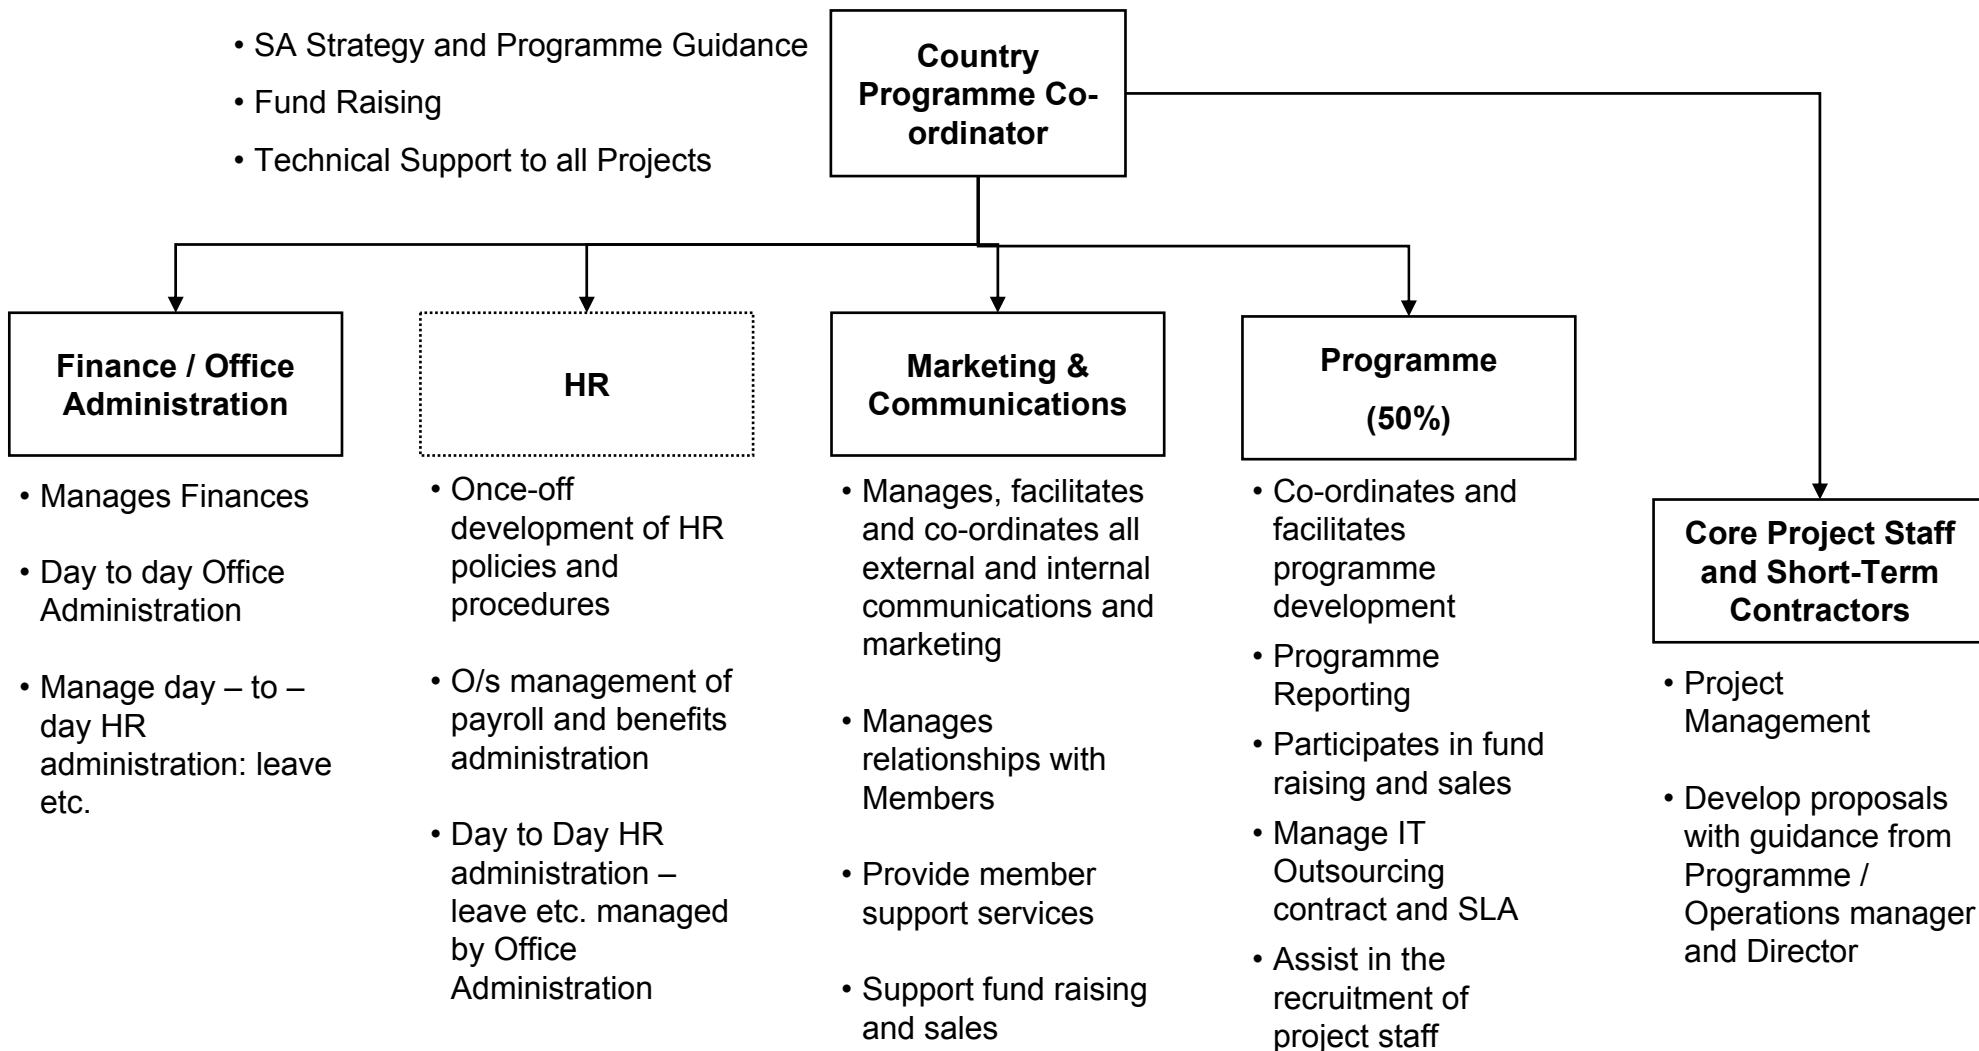 • SA Strategy and Programme Guidance
• Fund Raising
• Technical Support to all Projects
Country
Programme Co-
ordinator
Finance / Office
Administration
• Manages Finances
• Day to day Office
Administration
• Manage day – to –
day HR
administration: leave
etc.
HR
• Once-off
development of HR
policies and
procedures
• O/s management of
payroll and benefits
administration
• Day to Day HR
administration –
leave etc. managed
by Office
Administration
Marketing &
Communications
• Manages, facilitates
and co-ordinates all
external and internal
communications and
marketing
• Manages
relationships with
Members
• Provide member
support services
• Support fund raising
and sales
Programme
(50%)
• Co-ordinates and
facilitates
programme
development
• Programme
Reporting
• Participates in fund
raising and sales
• Manage IT
Outsourcing
contract and SLA
• Assist in the
recruitment of
project staff
Core Project Staff
and Short-Term
Contractors
• Project
Management
• Develop proposals
with guidance from
Programme /
Operations manager
and Director